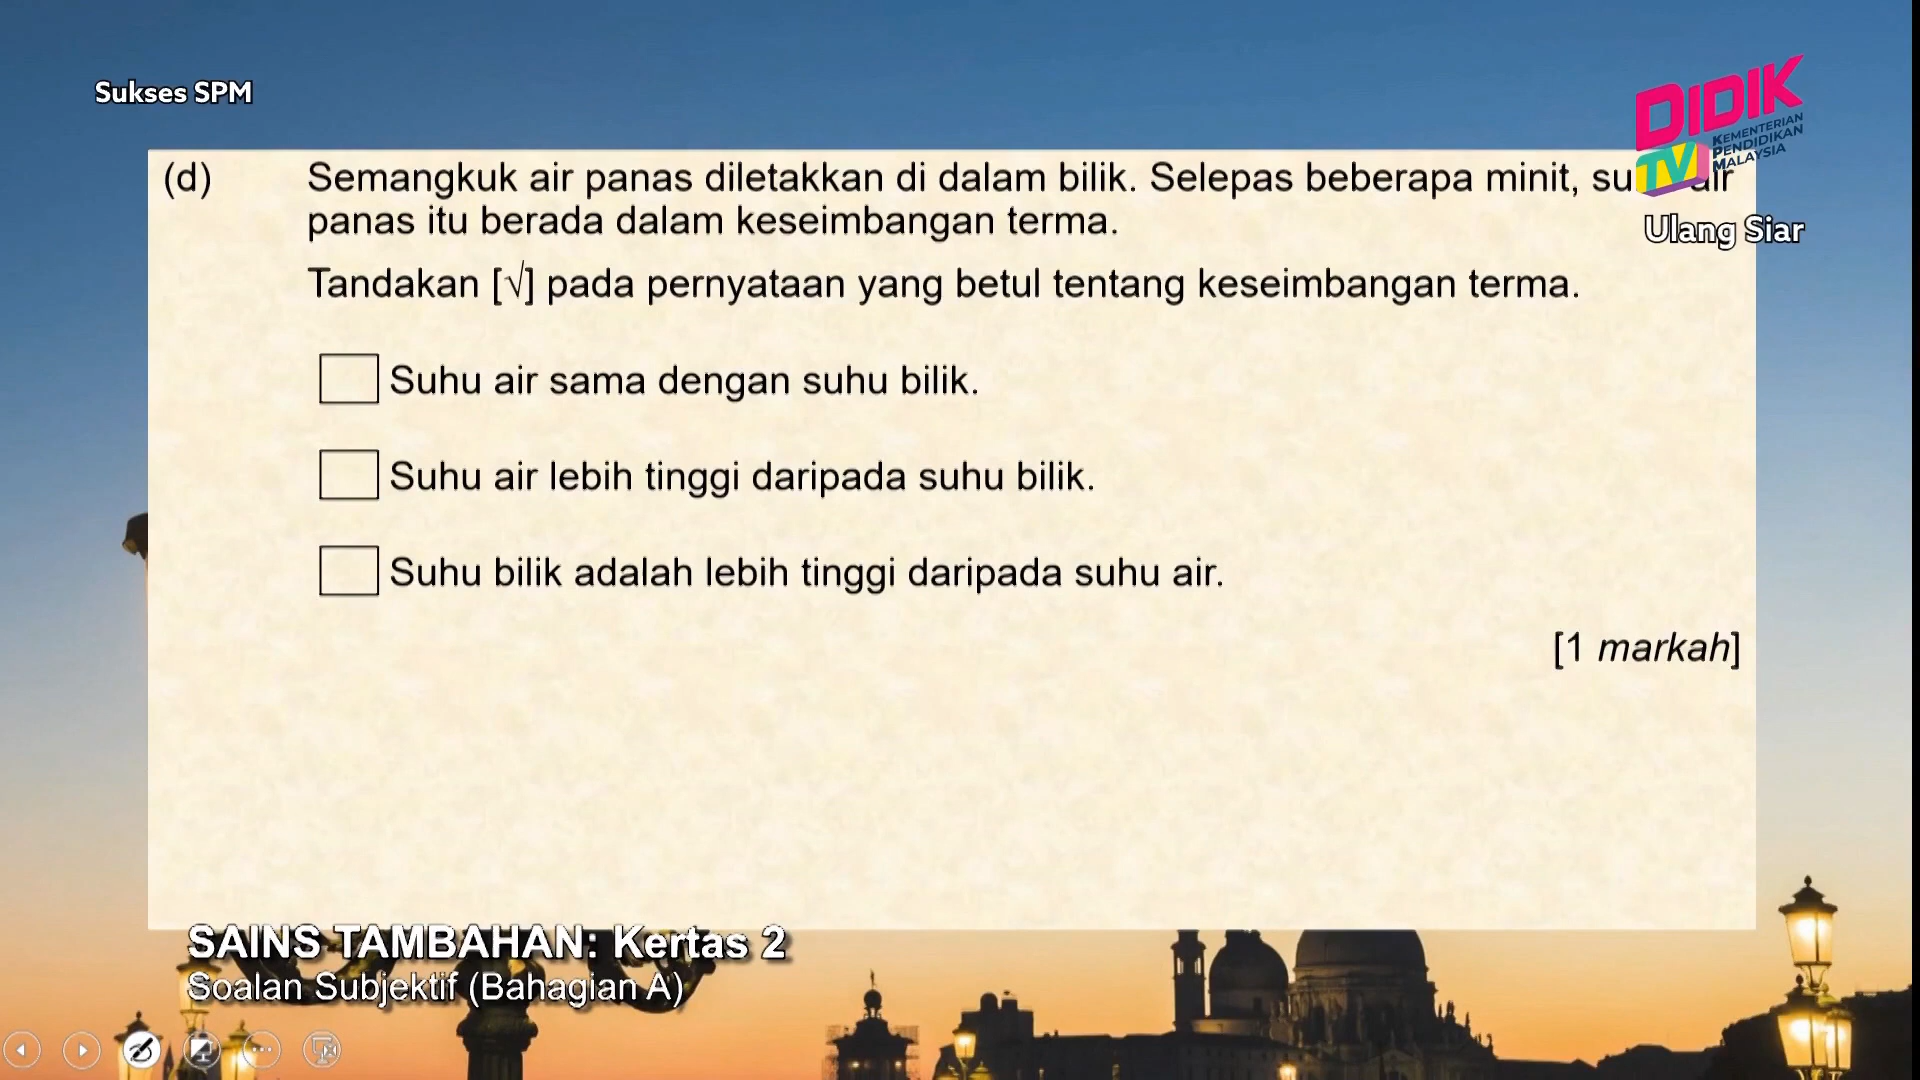 Sukses SPM
DIDIK
TV
KEMENTERIAN
PENDIDIKAN
MALAYSIA
Ulang Siar
(d) Semangkuk air panas diletakkan di dalam bilik. Selepas beberapa minit, air
panas itu berada dalam keseimbangan terma.
Tandakan [√] pada pernyataan yang betul tentang keseimbangan terma.
Suhu air sama dengan suhu bilik.
Suhu air lebih tinggi daripada suhu bilik.
Suhu bilik adalah lebih tinggi daripada suhu air.
[1 markah]
SAINS TAMBAHAN: Kertas 2
Soalan Subjektif (Bahagian A)